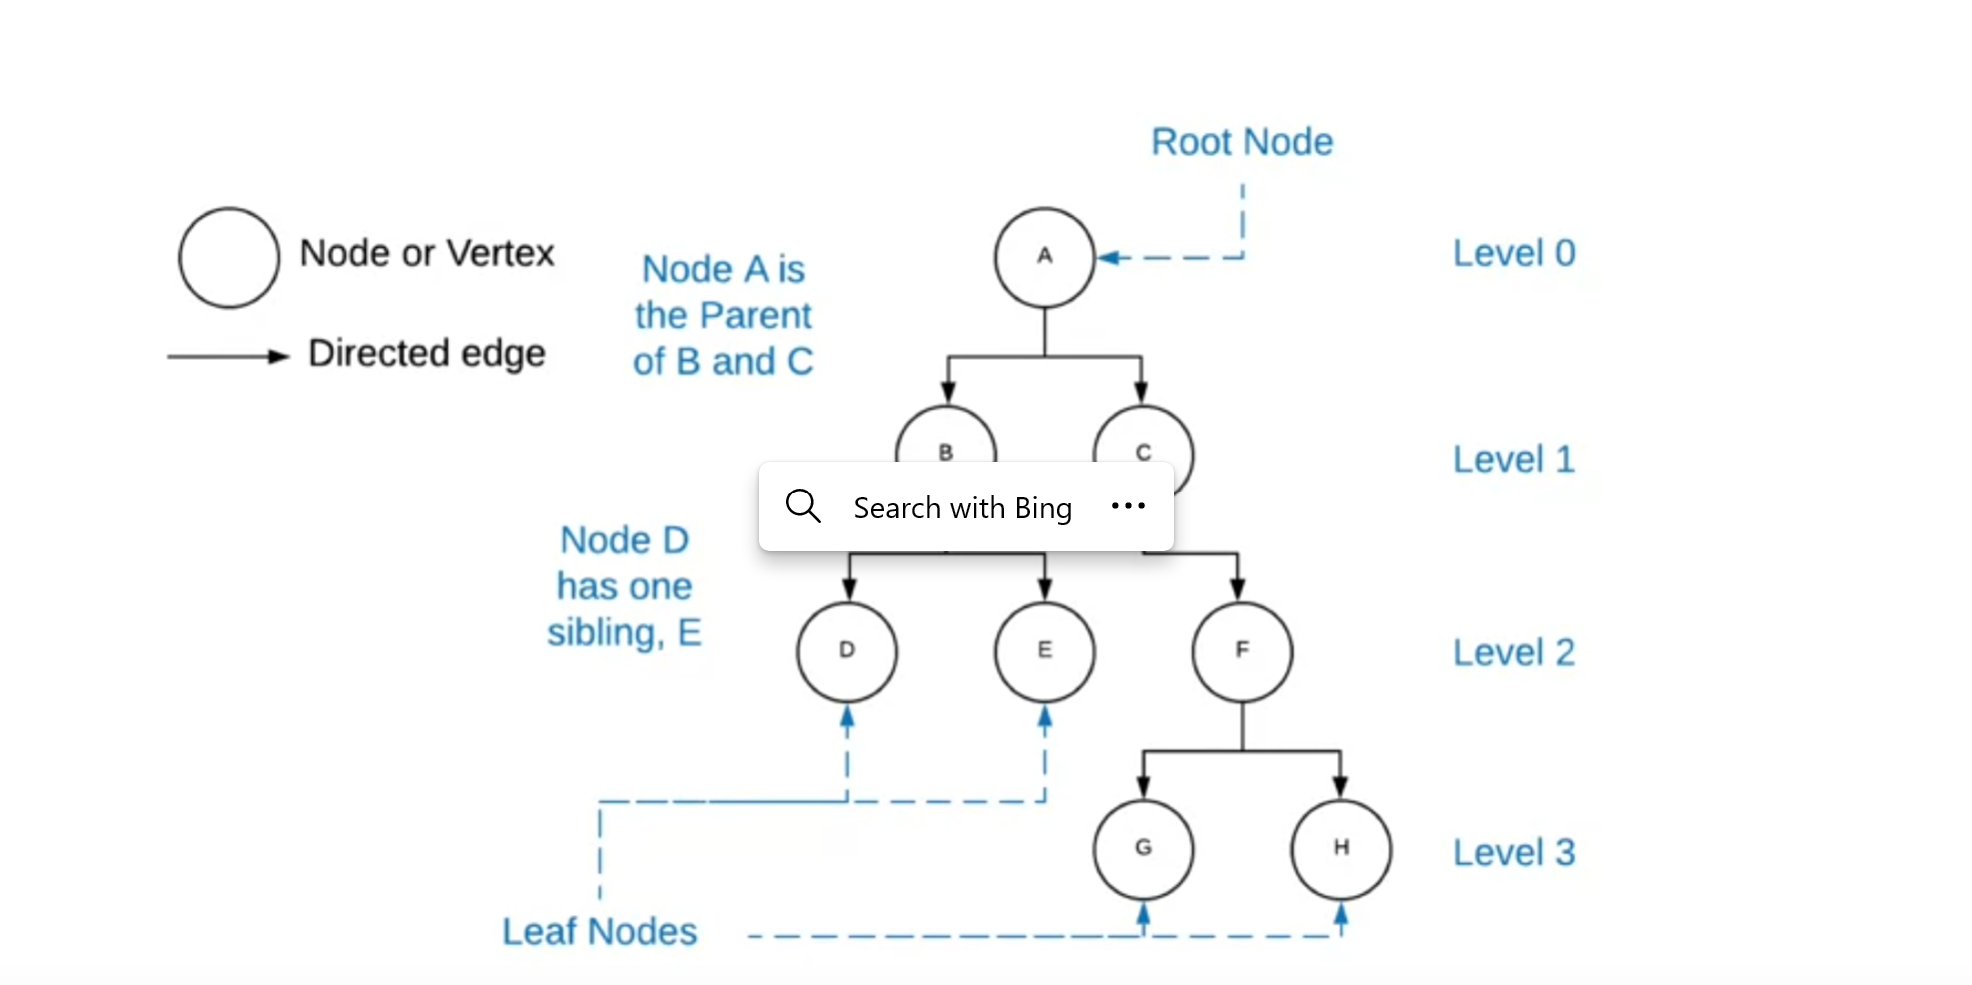 Root Node
Node or Vertex
Directed edge
Node A is
the Parent
of B and C
A
Level 0
B
C
Level 1
Search with Bing
Node D
has one
sibling, E
D
E
F
Level 2
G
H
Level 3
Leaf Nodes